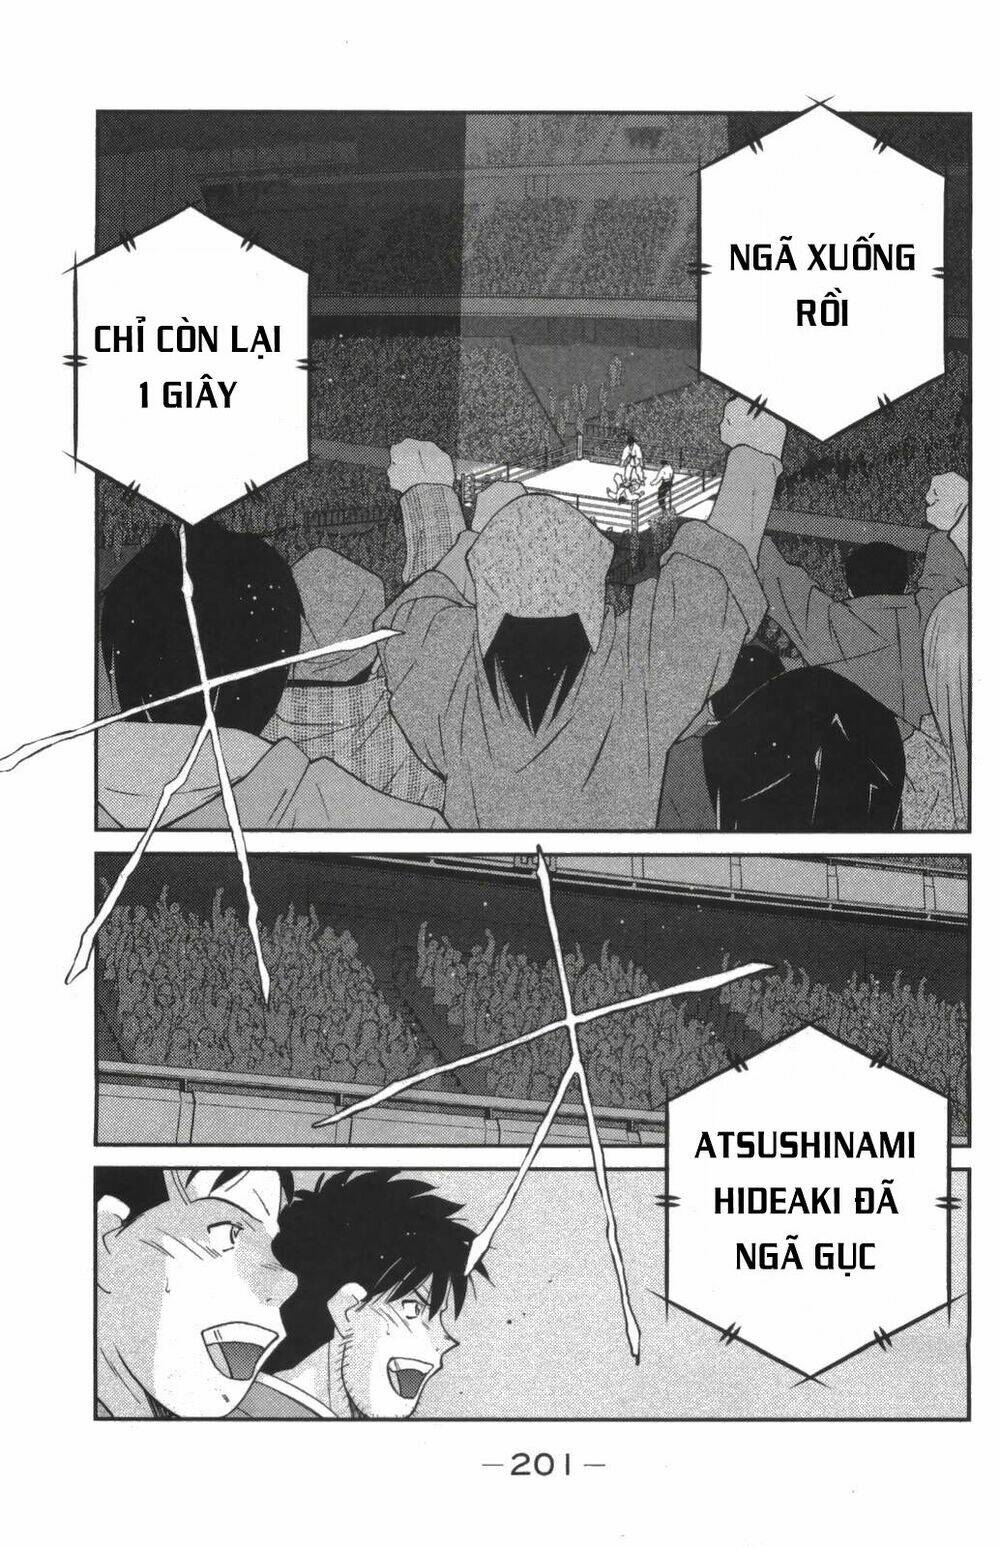 NGÃ XUỐNG
RỒI
CHỈ CÒN LẠI
1 GIÂY
ATSUSHINAMI
HIDEAKI ĐÃ
NGÃ GỤC
— 201 —